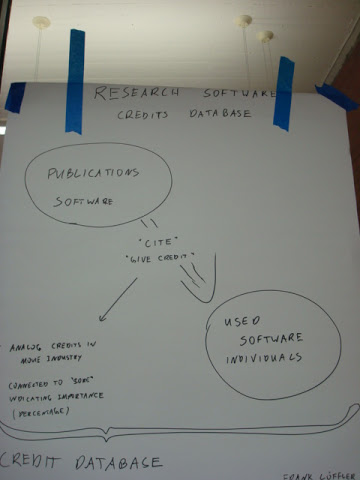 RESEARCH SOFTWARE
CREDITS DATABASE
PUBLICATIONS
SOFTWARE
"CITE"
"GIVE CREDIT"
USED
SOFTWARE
INDIVIDUALS
ANALOG CREDITS IN
MOVIE INDUSTRY
CONNECTED TO
INDICATING IMPORTANCE
(PERCENTAGE)
CREDIT DATABASE
FRANK LÖFFLER